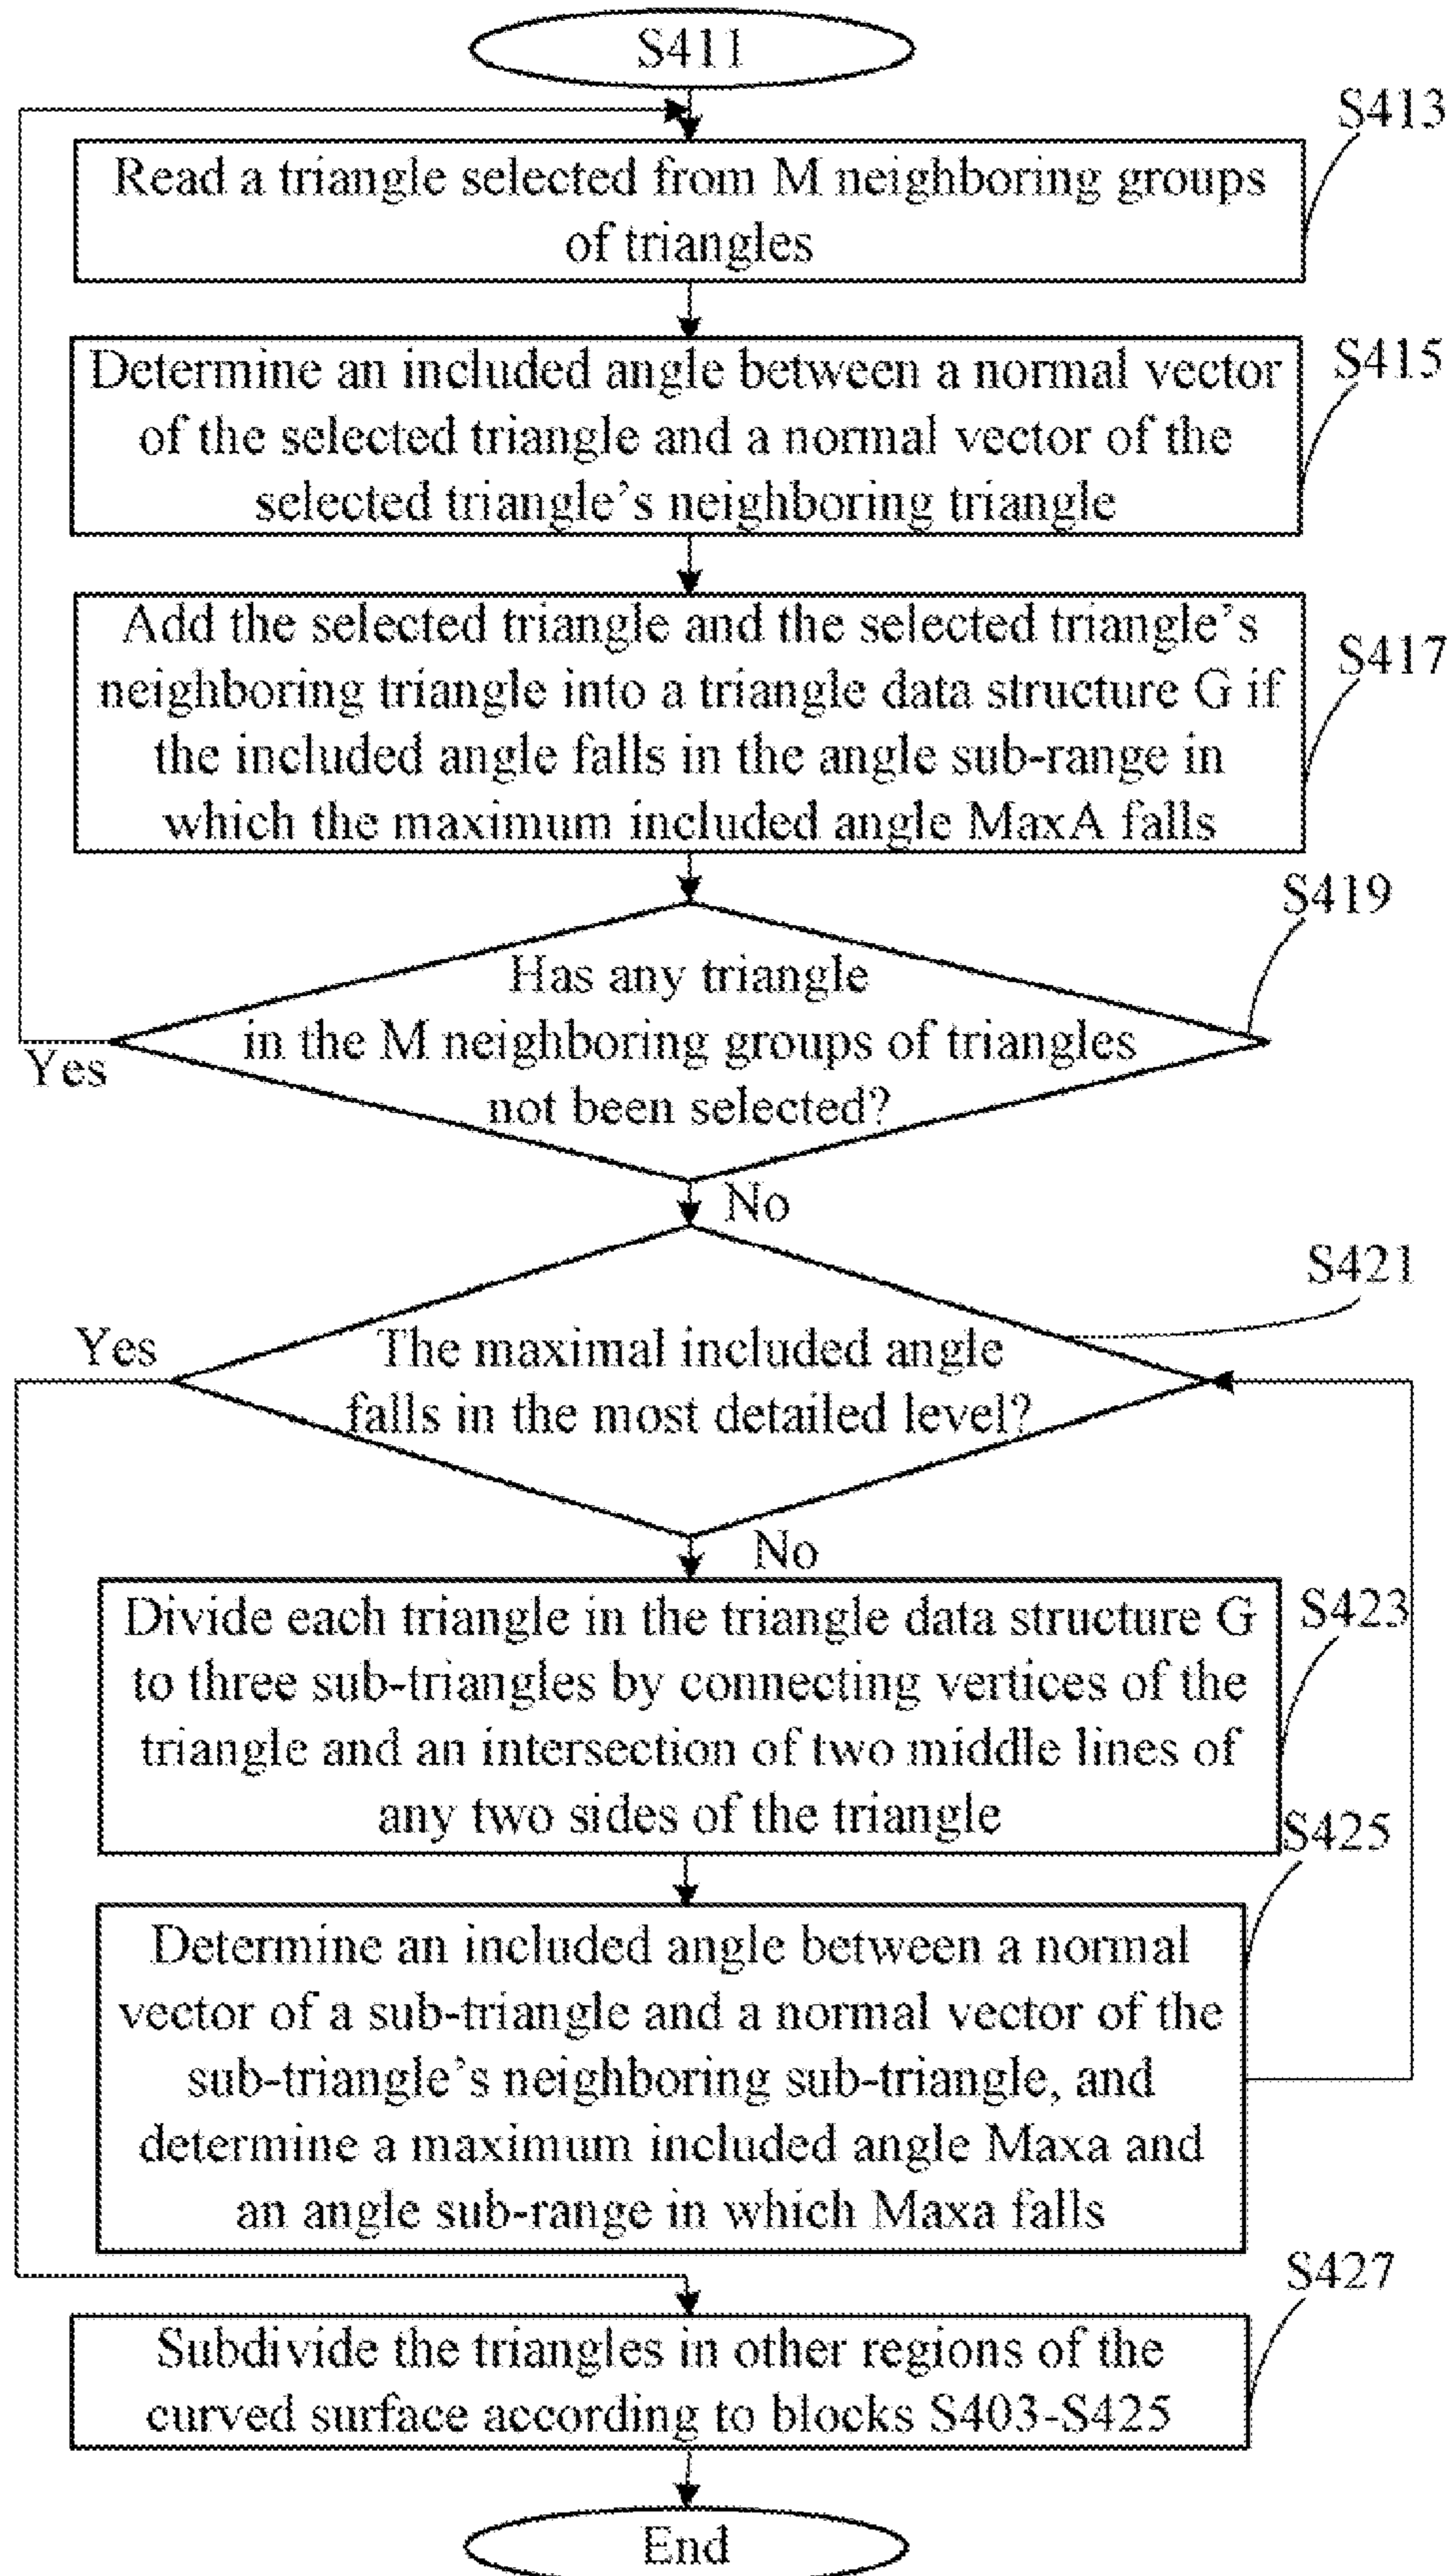 S411
S413
Read a triangle selected from M neighboring groups
of triangles
S415
Determine an included angle between a normal vector
of the selected triangle and a normal vector of the
selected triangle's neighboring triangle
S417
Add the selected triangle and the selected triangle's
neighboring triangle into a triangle data structure G if
the included angle falls in the angle sub-range in
which the maximum included angle MaxA falls
S419
Has any triangle
in the M neighboring groups of triangles
not been selected?
Yes
No
S421
Yes
The maximal included angle
falls in the most detailed level?
No
S423
Divide each triangle in the triangle data structure G
to three sub-triangles by connecting vertices of the
triangle and an intersection of two middle lines of
any two sides of the triangle
S425
Determine an included angle between a normal
vector of a sub-triangle and a normal vector of the
sub-triangle's neighboring sub-triangle, and
determine a maximum included angle Maxa and
an angle sub-range in which Maxa falls
S427
Subdivide the triangles in other regions of the
curved surface according to blocks S403-S425
End